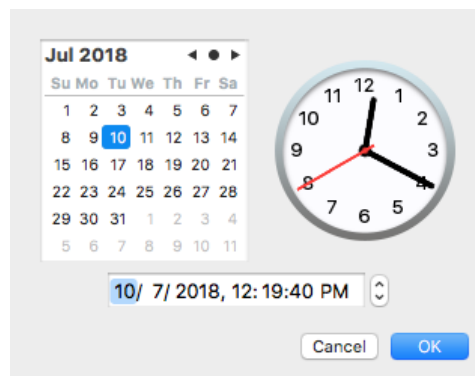 Jul 2018
Su Mo Tu We Th Fr Sa
1 2 3 4 5 6 7
8 9 10 11 12 13 14
15 16 17 18 19 20 21
22 23 24 25 26 27 28
29 30 31 1 2 3 4
5 6 7 8 9 10 11
12
11 1
10 2
9 3
8 4
7 5
6
10/ 7/ 2018, 12: 19:40 PM
Cancel OK